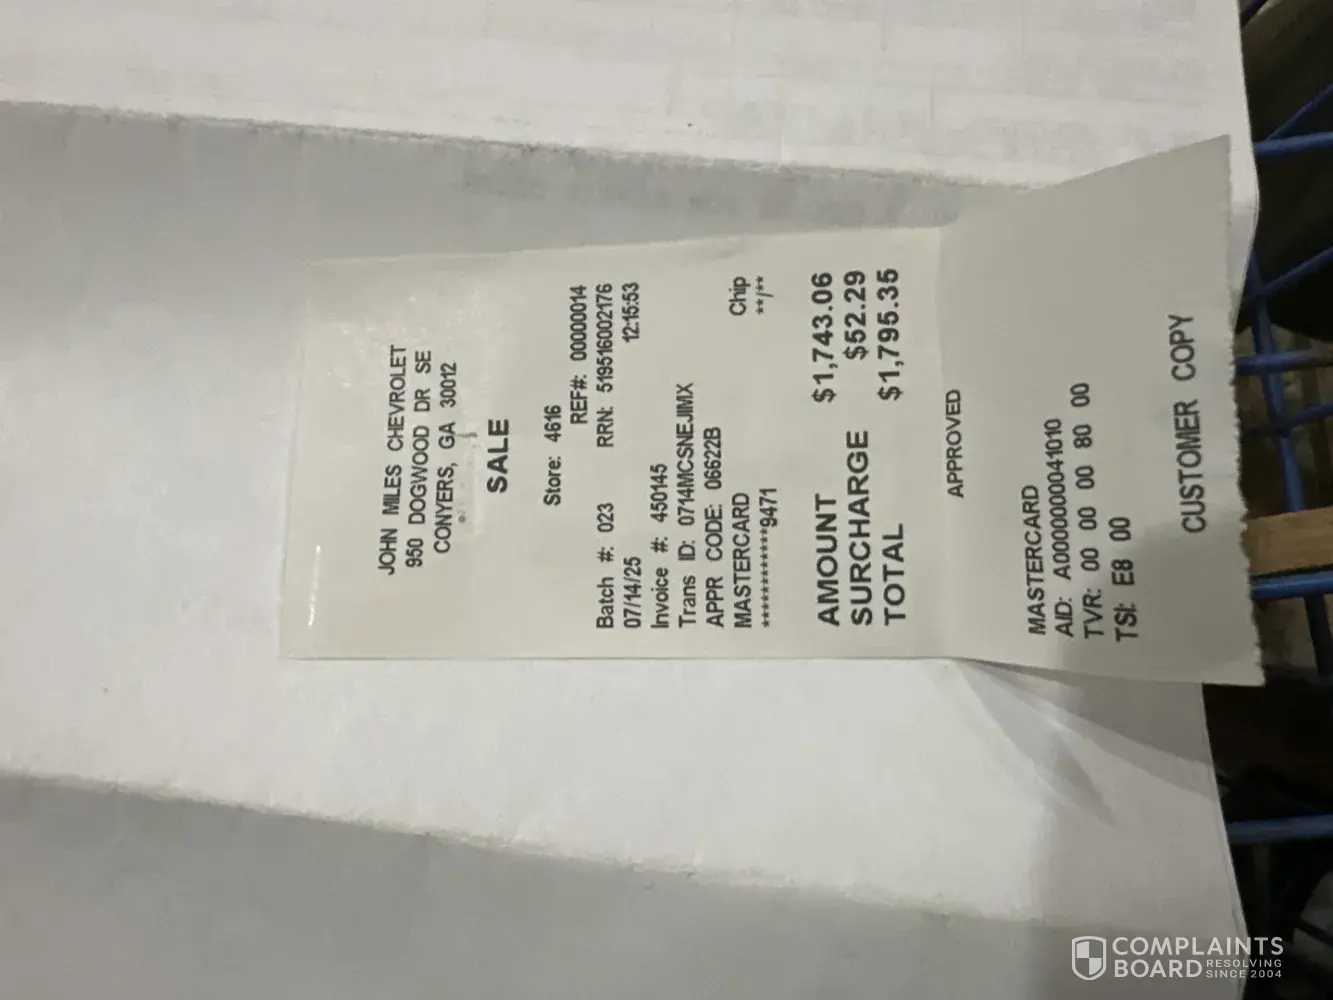 JOHN MILES CHEVROLET
950 DOGWOOD DR SE
CONYERS, GA 30012
SALE
Store: 4616
REF#: 00000014
Batch #: 023 RRN: 519516002176
07/14/25 12:15:53
Invoice #: 450145
Trans ID: 0714MCSNEJIMX
APPR CODE: 06622B
MASTERCARD Chip
************9471 **/**
AMOUNT $1,743.06
SURCHARGE $52.29
TOTAL $1,795.35
APPROVED
MASTERCARD
AID: A0000000041010
TVR: 00 00 00 80 00
TSI: E8 00
CUSTOMER COPY
COMPLAINTS
BOARD RESOLVING
SINCE 2004